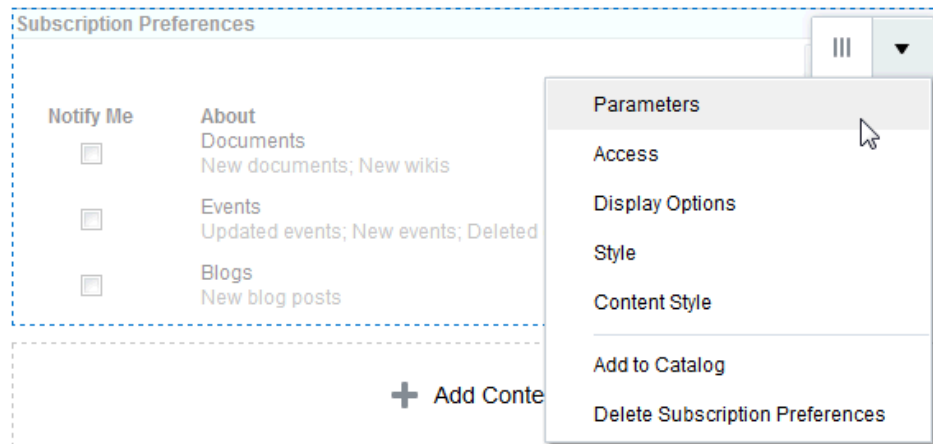 Subscription Preferences
Notify Me About
Documents
New documents; New wikis
Events
Updated events; New events; Deleted
Blogs
New blog posts
Add
Parameters
Access
Display Options
Style
Content Style
Add to Catalog
Delete Subscription Preferences